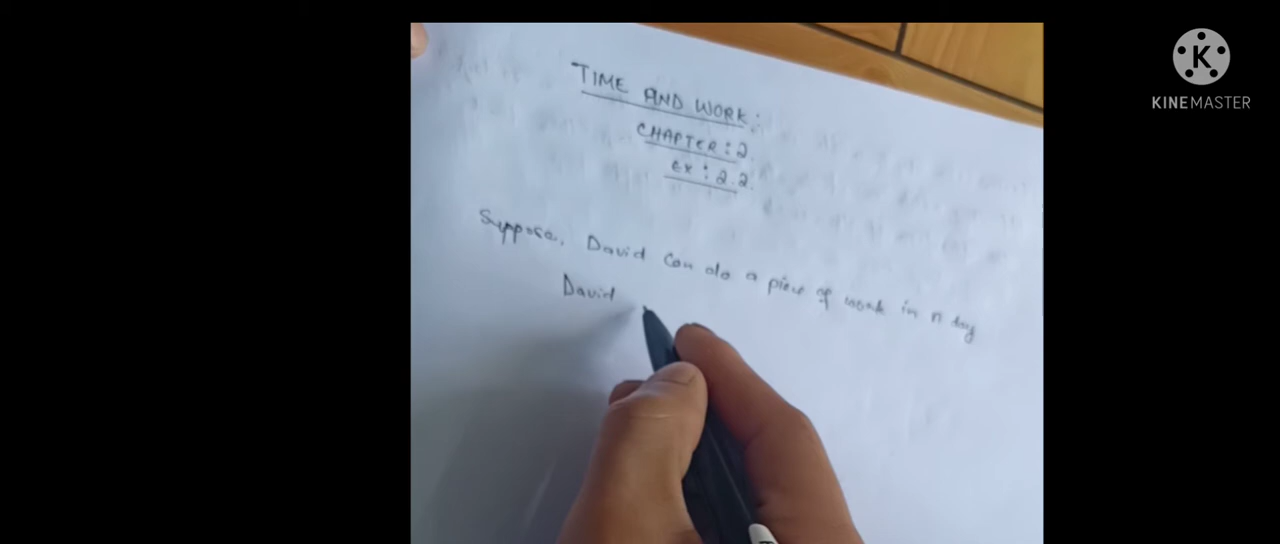 TIME AND WORK:
CHAPTER: 2.
EX: 2.2.
Suppose, David can do a piece of work in n day
David
K
KINEMASTER